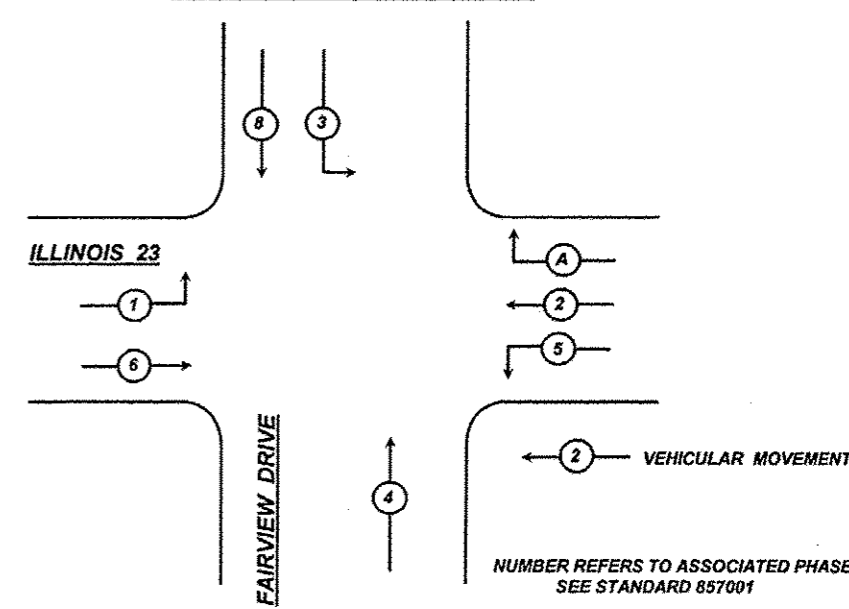 8
3
ILLINOIS 23
A
1
2
5
6
FAIRVIEW DRIVE
4
2 VEHICULAR MOVEMENT
NUMBER REFERS TO ASSOCIATED PHASE
SEE STANDARD 857001